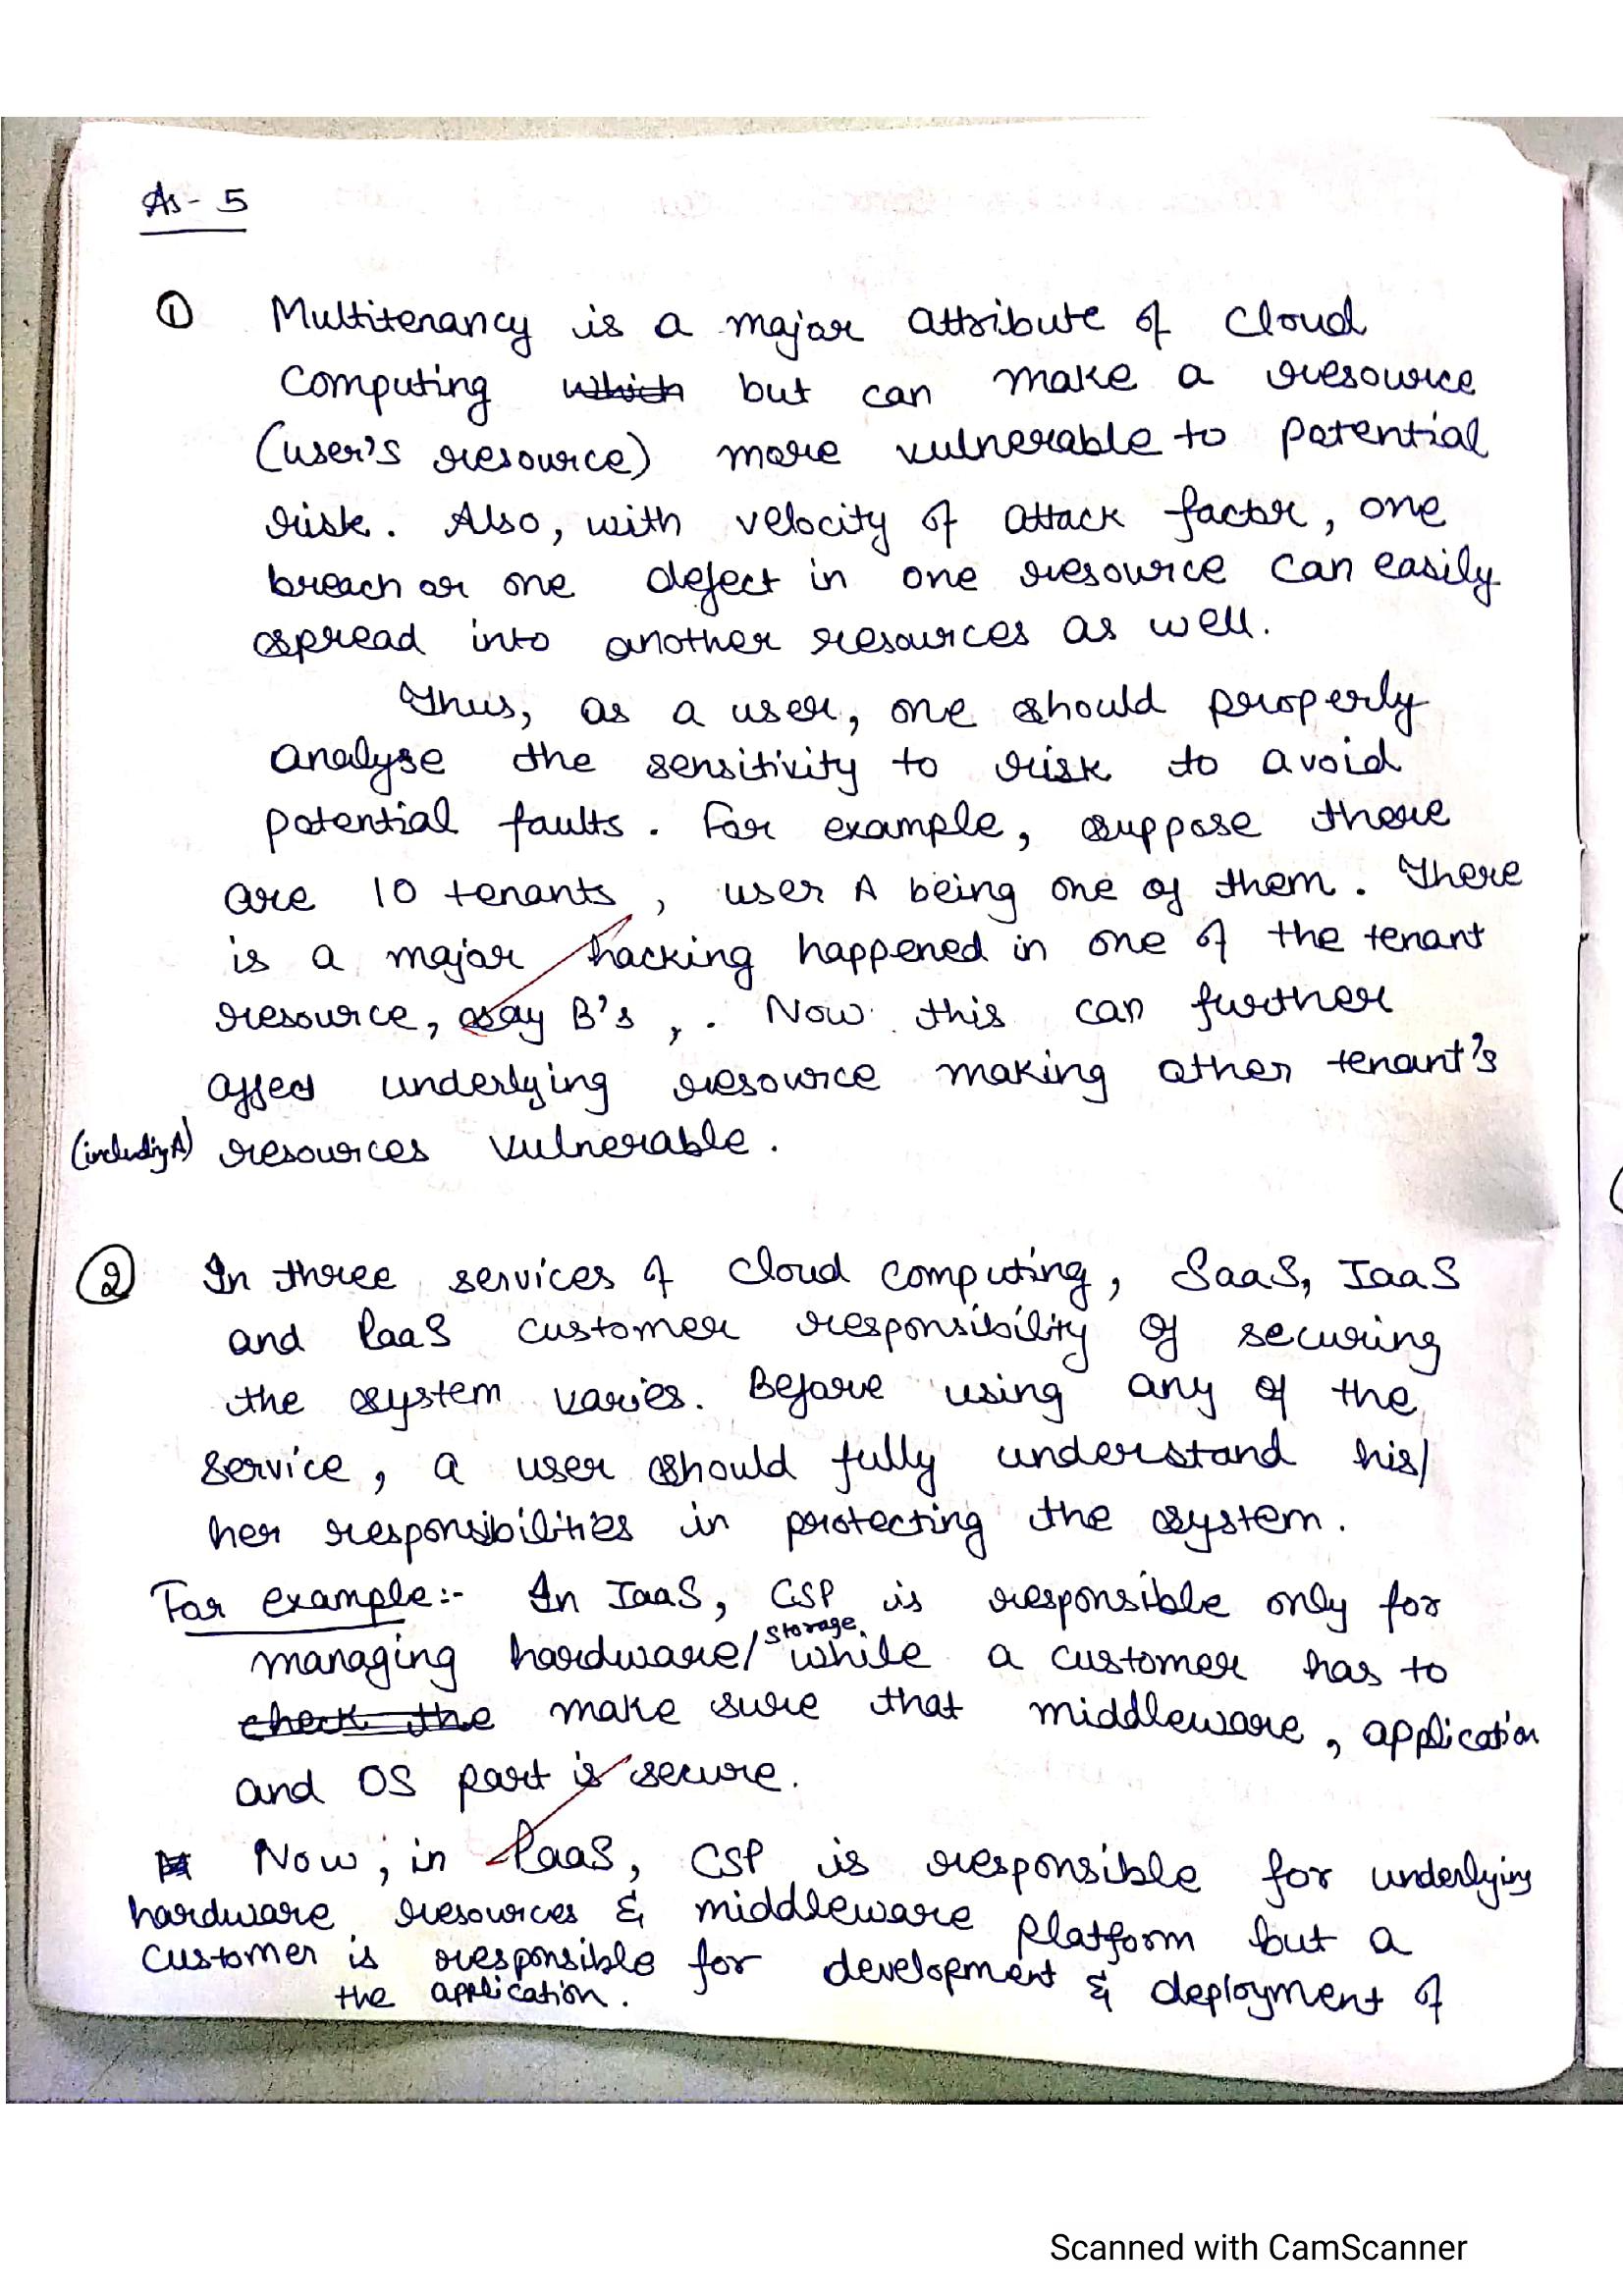 As - 5
① Multitenancy is a major attribute of Cloud
Computing which but can make a resource
(user's resource) more vulnerable to potential
risk. Also, with velocity of attack factor, one
breach or one defect in one resource can easily
spread into another resources as well.
Thus, as a user, one should properly
analyse the sensitivity to risk to avoid
potential faults. For example, suppose there
are 10 tenants, user A being one of them. There
is a major hacking happened in one of the tenant
resource, say B's, . Now this can further
affect underlying resource making other tenant's
(including A) resources vulnerable.
② In three services of Cloud Computing, SaaS, IaaS
and PaaS customer responsibility of securing
the system varies. Before using any of the
service, a user should fully understand his/
her responsibilities in protecting the system.
For example:- In IaaS, CSP is responsible only for
managing hardware/storage, while a customer has to
check the make sure that middleware, application
and OS part is secure.
Now, in PaaS, CSP is responsible for underlying
hardware resources & middleware platform but a
customer is responsible for development & deployment of
the application.
Scanned with CamScanner